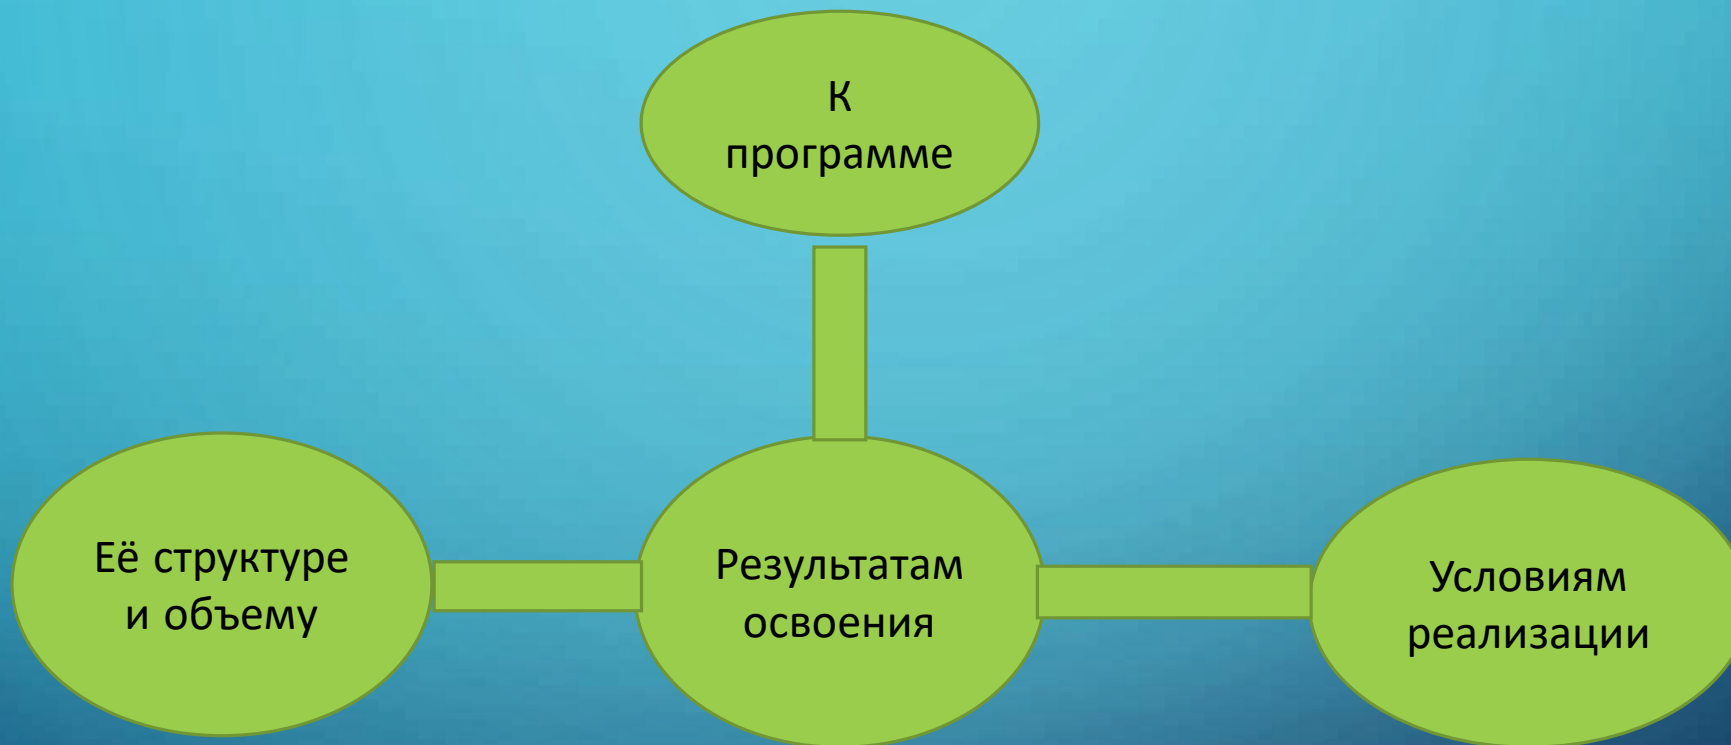 К
программе
Её структуре
и объему
Результатам
освоения
Условиям
реализации